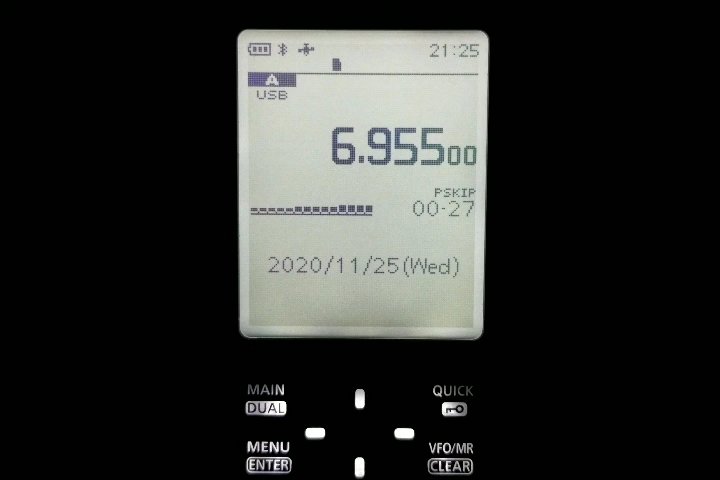 21:25
A
USB
6.95500
PSKIP
00-27
2020/11/25(Wed)
MAIN QUICK
DUAL
MENU VFO/MR
ENTER CLEAR